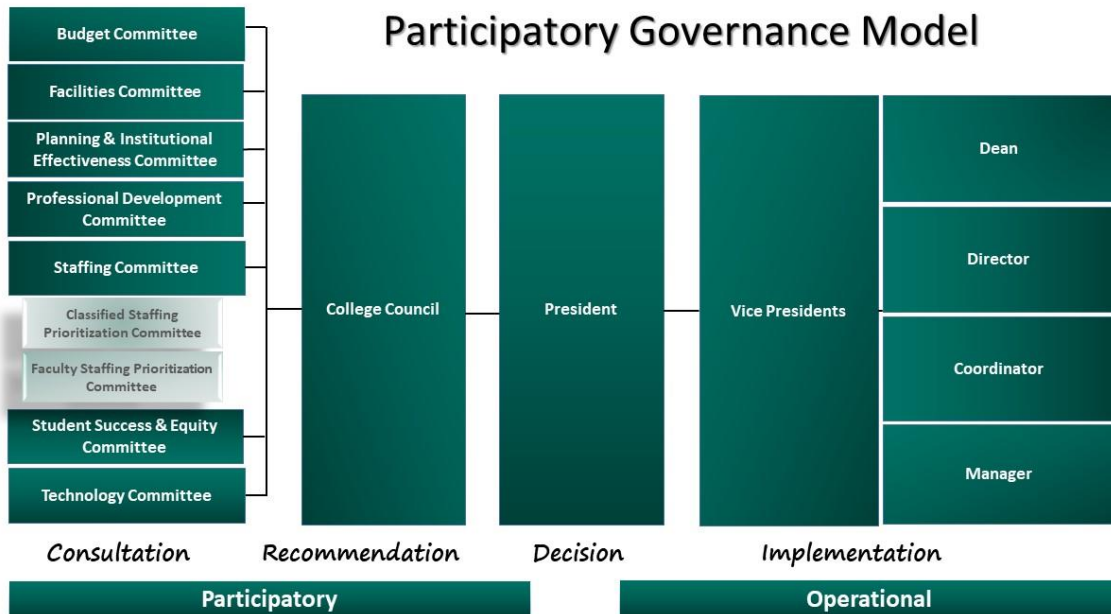 Participatory Governance Model
Budget Committee
Facilities Committee
Planning & Institutional
Effectiveness Committee
Professional Development
Committee
Staffing Committee
Classified Staffing
Prioritization Committee
Faculty Staffing Prioritization
Committee
Student Success & Equity
Committee
Technology Committee
College Council
President
Vice Presidents
Dean
Director
Coordinator
Manager
Consultation
Recommendation
Decision
Implementation
Participatory
Operational